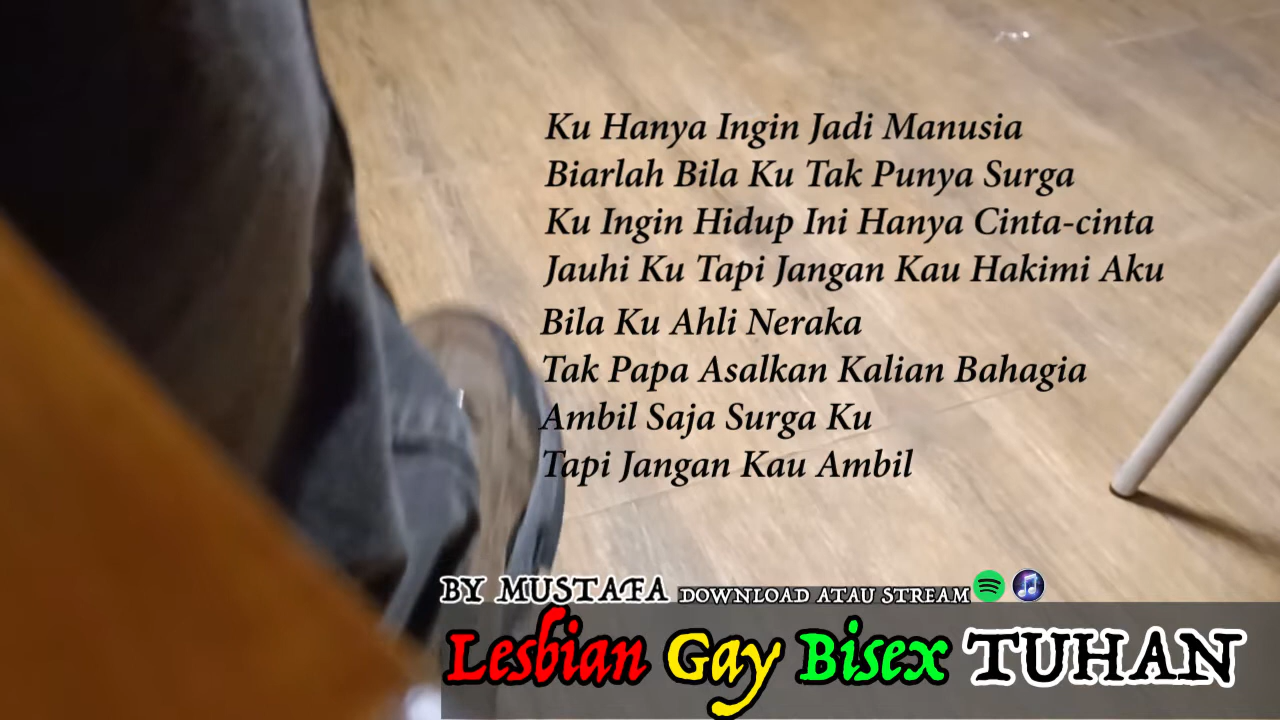 Ku Hanya Ingin Jadi Manusia
Biarlah Bila Ku Tak Punya Surga
Ku Ingin Hidup Ini Hanya Cinta-cinta
Jauhi Ku Tapi Jangan Kau Hakimi Aku
Bila Ku Ahli Neraka
Tak Papa Asalkan Kalian Bahagia
Ambil Saja Surga Ku
Tapi Jangan Kau Ambil
BY MUSTAFA DOWNLOAD ATAU STREAM
Lesbian Gay Bisex TUHAN